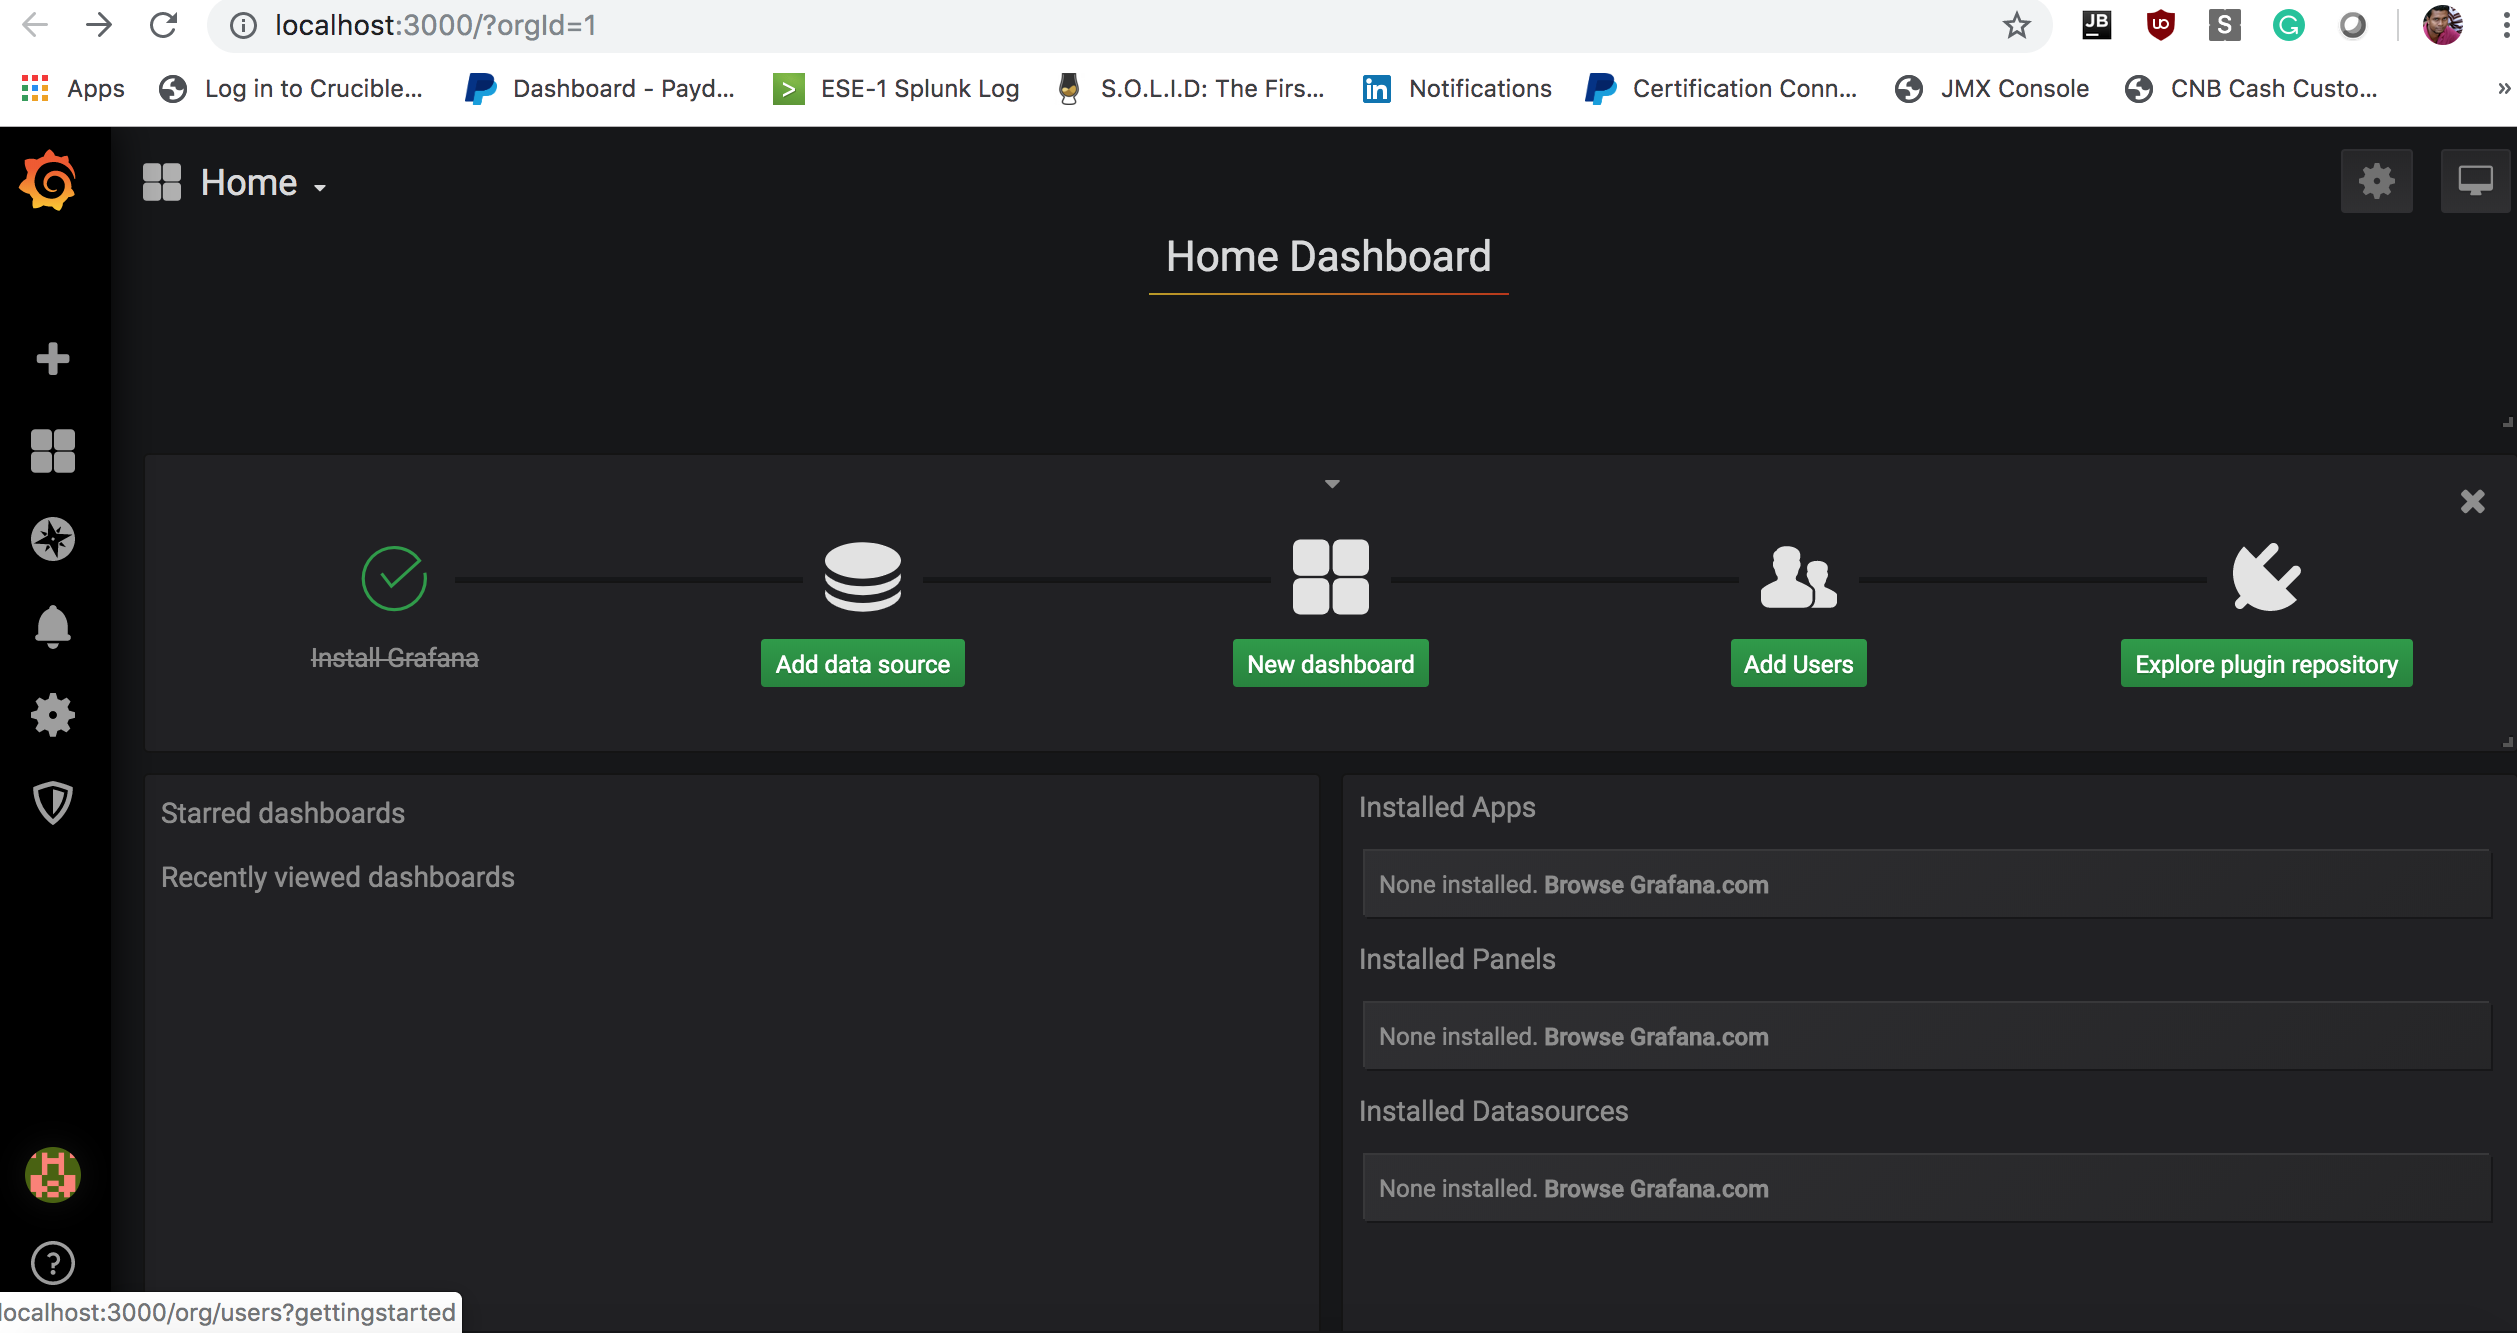 localhost:3000/?orgId=1
JB
UO
S
G
Apps
Log in to Crucible...
Dashboard - Payd...
ESE-1 Splunk Log
S.O.L.I.D: The Firs...
in
Notifications
Certification Conn...
JMX Console
CNB Cash Custo...
»
Home
Home Dashboard
Install Grafana
Add data source
New dashboard
Add Users
Explore plugin repository
Starred dashboards
Recently viewed dashboards
Installed Apps
None installed. Browse Grafana.com
Installed Panels
None installed. Browse Grafana.com
Installed Datasources
None installed. Browse Grafana.com
?
localhost:3000/org/users?gettingstarted